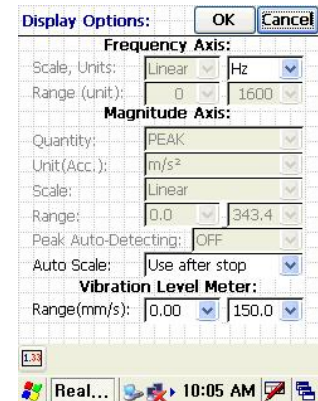 Display Options: OK Cancel
Frequency Axis:
Scale, Units: Linear Hz
Range (unit): 0 1600
Magnitude Axis:
Quantity: PEAK
Unit(Acc.): m/s²
Scale: Linear
Range: 0.0 343.4
Peak Auto-Detecting: OFF
Auto Scale: Use after stop
Vibration Level Meter:
Range(mm/s): 0.00 150.0
1.33
Real... 10:05 AM